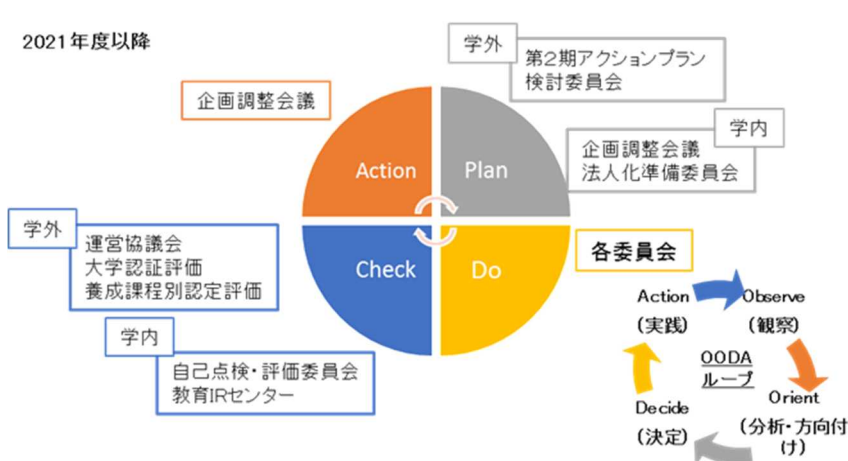 2021年度以降
学外
第2期アクションプラン
検討委員会
企画調整会議
学内
企画調整会議
法人化準備委員会
Action
Plan
学外
運営協議会
大学認証評価
養成課程別認定評価
Check
Do
各委員会
学内
自己点検・評価委員会
教育IRセンター
Action
(実践)
Observe
(観察)
OODA
ループ
Orient
(分析・方向付
け)
Decide
(決定)